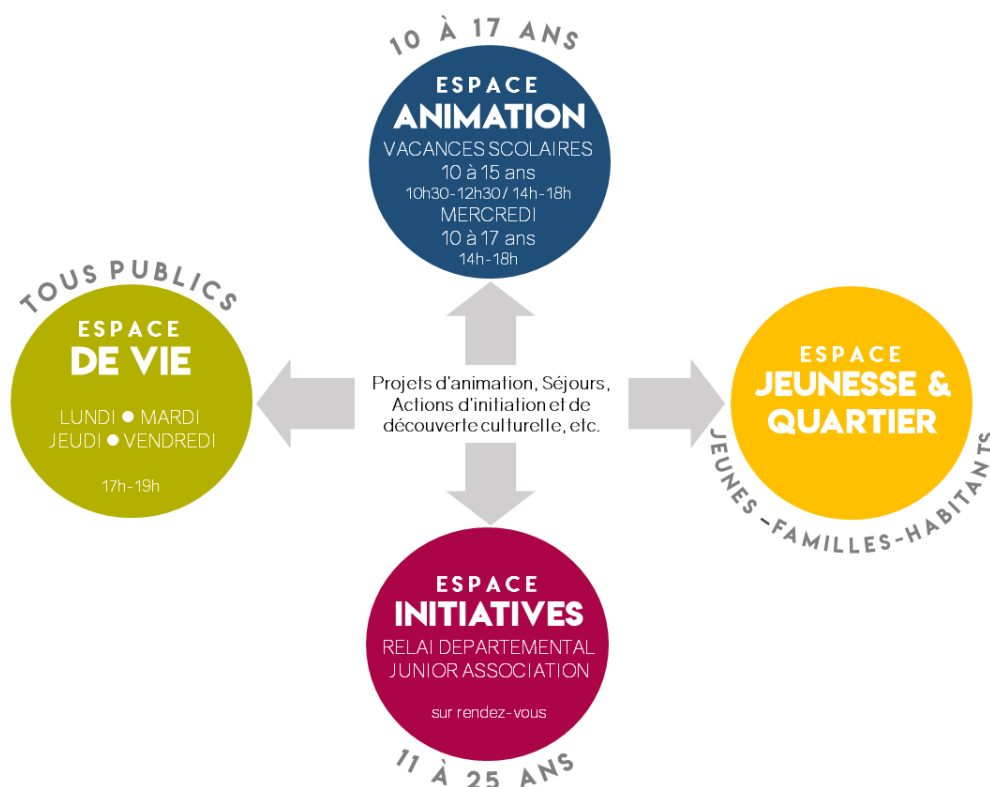 10 À 17 ANS
ESPACE
ANIMATION
VACANCES SCOLAIRES
10 à 15 ans
10h30-12h30 / 14h-18h
MERCREDI
10 à 17 ans
14h-18h
TOUS PUBLICS
ESPACE
DE VIE
LUNDI ● MARDI
JEUDI ● VENDREDI
17h-19h
Projets d'animation, Séjours,
Actions d'initiation et de
découverte culturelle, etc.
ESPACE
JEUNESSE &
QUARTIER
JEUNES -FAMILLES-HABITANTS
ESPACE
INITIATIVES
RELAI DEPARTEMENTAL
JUNIOR ASSOCIATION
sur rendez-vous
11 À 25 ANS